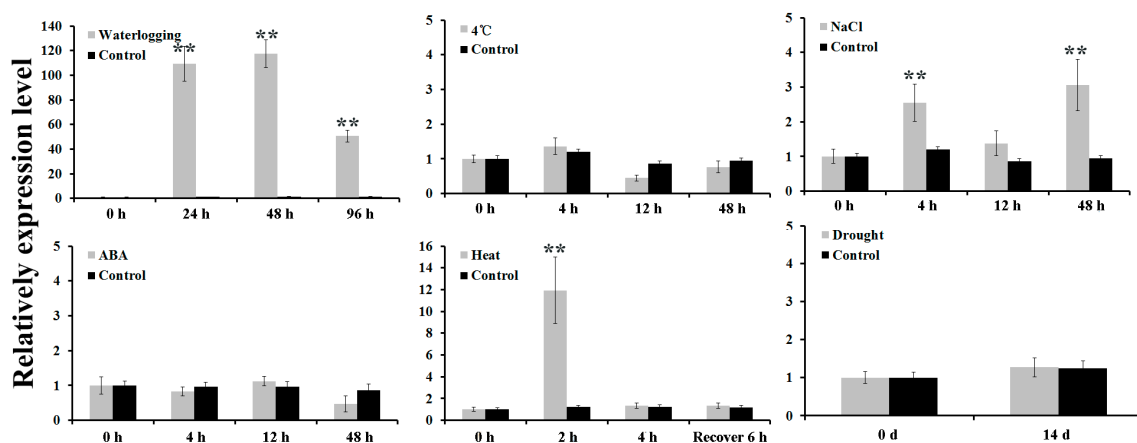 Relatively expression level
140
120
100
80
60
40
20
0
Waterlogging
Control
**
**
**
0 h 24 h 48 h 96 h
5
4
3
2
1
0
4℃
Control
0 h 4 h 12 h 48 h
5
4
3
2
1
0
NaCl
Control
**
**
0 h 4 h 12 h 48 h
5
4
3
2
1
0
ABA
Control
0 h 4 h 12 h 48 h
16
14
12
10
8
6
4
2
0
Heat
Control
**
0 h 2 h 4 h Recover 6 h
5
4
3
2
1
0
Drought
Control
0 d 14 d